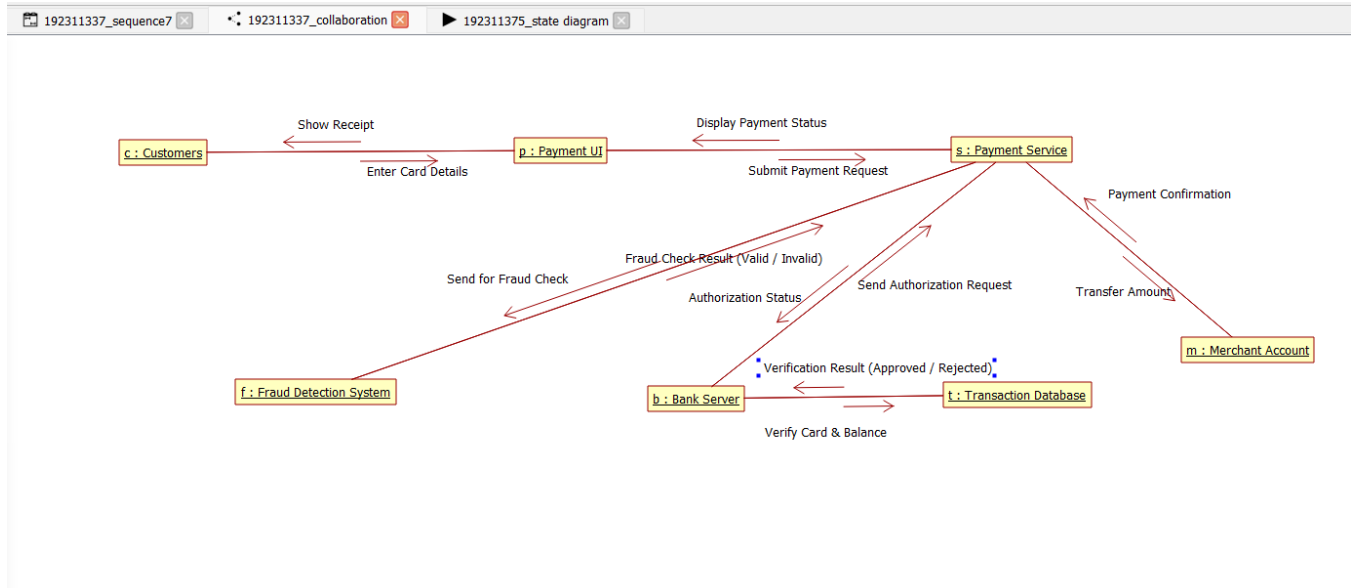 192311337_sequence7
192311337_collaboration
192311375_state diagram
Show Receipt
Display Payment Status
c : Customers
p : Payment UI
s : Payment Service
Enter Card Details
Submit Payment Request
Payment Confirmation
Fraud Check Result (Valid / Invalid)
Send for Fraud Check
Send Authorization Request
Transfer Amount
Authorization Status
m : Merchant Account
Verification Result (Approved / Rejected)
f : Fraud Detection System
b : Bank Server
t : Transaction Database
Verify Card & Balance